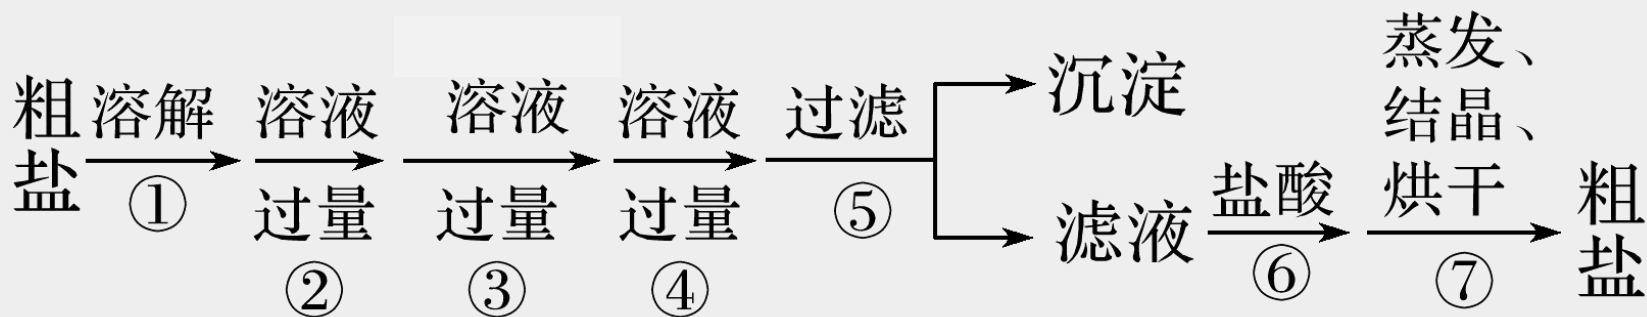 粗盐
溶解
①
溶液
过量
②
溶液
过量
③
溶液
过量
④
过滤
⑤
沉淀
滤液
盐酸
⑥
蒸发、
结晶、
烘干
⑦
粗盐